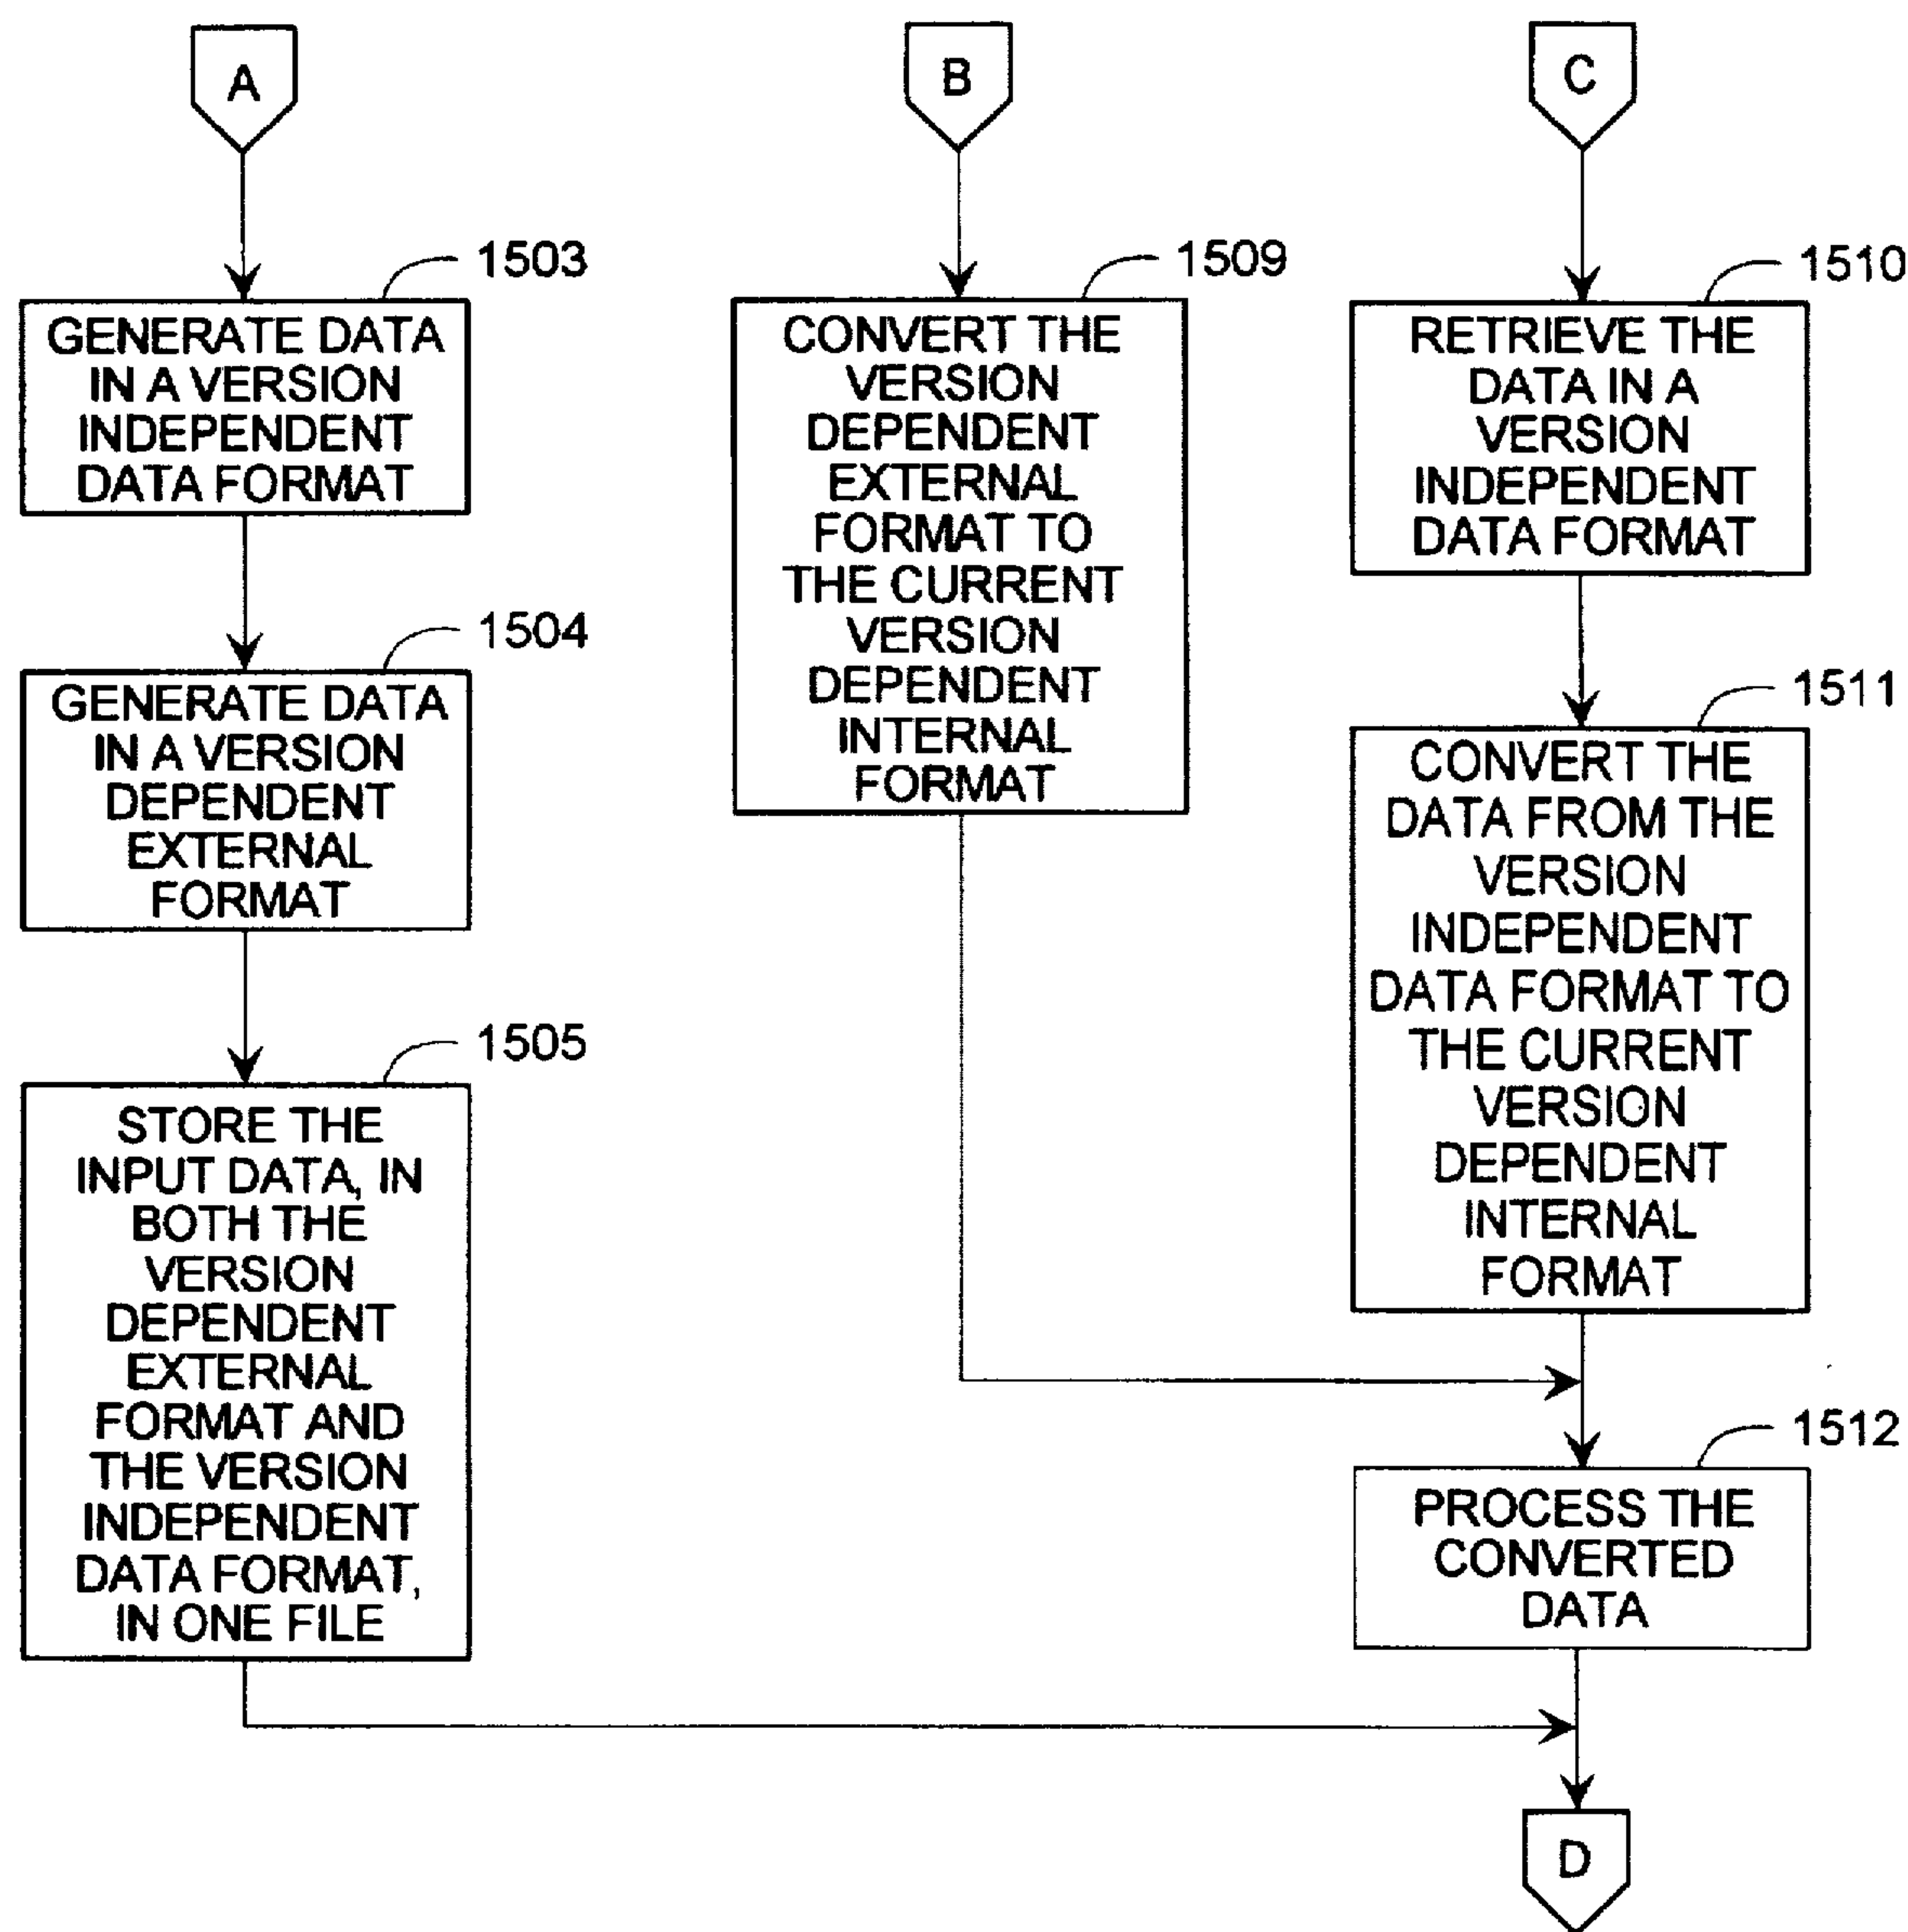 A
B
C
1503
GENERATE DATA
IN A VERSION
INDEPENDENT
DATA FORMAT
1504
GENERATE DATA
IN A VERSION
DEPENDENT
EXTERNAL
FORMAT
1505
STORE THE
INPUT DATA, IN
BOTH THE
VERSION
DEPENDENT
EXTERNAL
FORMAT AND
THE VERSION
INDEPENDENT
DATA FORMAT,
IN ONE FILE
1509
CONVERT THE
VERSION
DEPENDENT
EXTERNAL
FORMAT TO
THE CURRENT
VERSION
DEPENDENT
INTERNAL
FORMAT
1510
RETRIEVE THE
DATA IN A
VERSION
INDEPENDENT
DATA FORMAT
1511
CONVERT THE
DATA FROM THE
VERSION
INDEPENDENT
DATA FORMAT TO
THE CURRENT
VERSION
DEPENDENT
INTERNAL
FORMAT
1512
PROCESS THE
CONVERTED
DATA
D